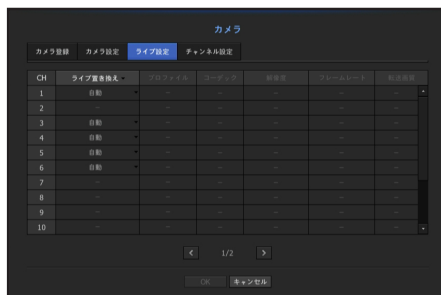 カメラ
カメラ登録 カメラ設定 ライブ設定 チャンネル設定
CH ライブ置き換え プロファイル コーデック 解像度 フレームレート 転送画質
1 自動 -- -- -- -- --
2 -- -- -- -- -- --
3 自動 -- -- -- -- --
4 自動 -- -- -- -- --
5 自動 -- -- -- -- --
6 自動 -- -- -- -- --
7 -- -- -- -- -- --
8 -- -- -- -- -- --
9 -- -- -- -- -- --
10 -- -- -- -- -- --
< 1/2 >
OK キャンセル